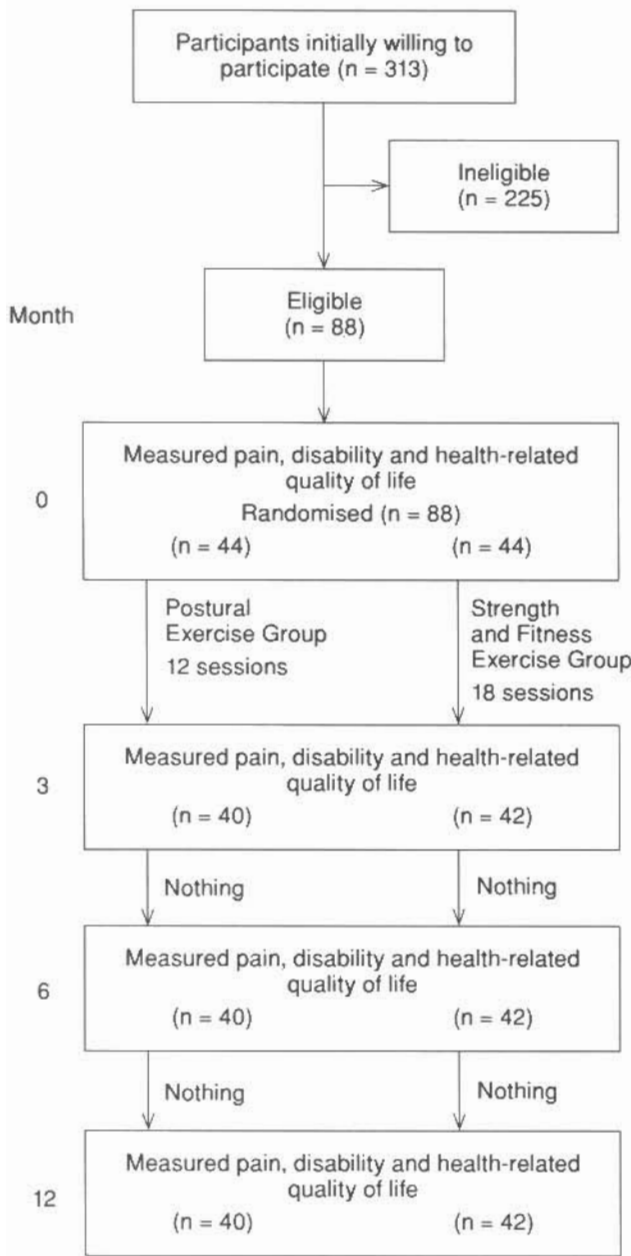 Participants initially willing to
participate (n = 313)
Ineligible
(n = 225)
Eligible
(n = 88)
Month
Measured pain, disability and health-related
quality of life
0
Randomised (n = 88)
(n = 44) (n = 44)
Postural
Exercise Group
12 sessions
Strength
and Fitness
Exercise Group
18 sessions
Measured pain, disability and health-related
quality of life
3
(n = 40) (n = 42)
Nothing Nothing
Measured pain, disability and health-related
quality of life
6
(n = 40) (n = 42)
Nothing Nothing
Measured pain, disability and health-related
quality of life
12
(n = 40) (n = 42)